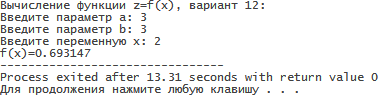 Вычисление функции z=f(x), вариант 12:
Введите параметр a: 3
Введите параметр b: 3
Введите переменную x: 2
f(x)=0.693147
--------------------------------
Process exited after 13.31 seconds with return value 0
Для продолжения нажмите любую клавишу . . .